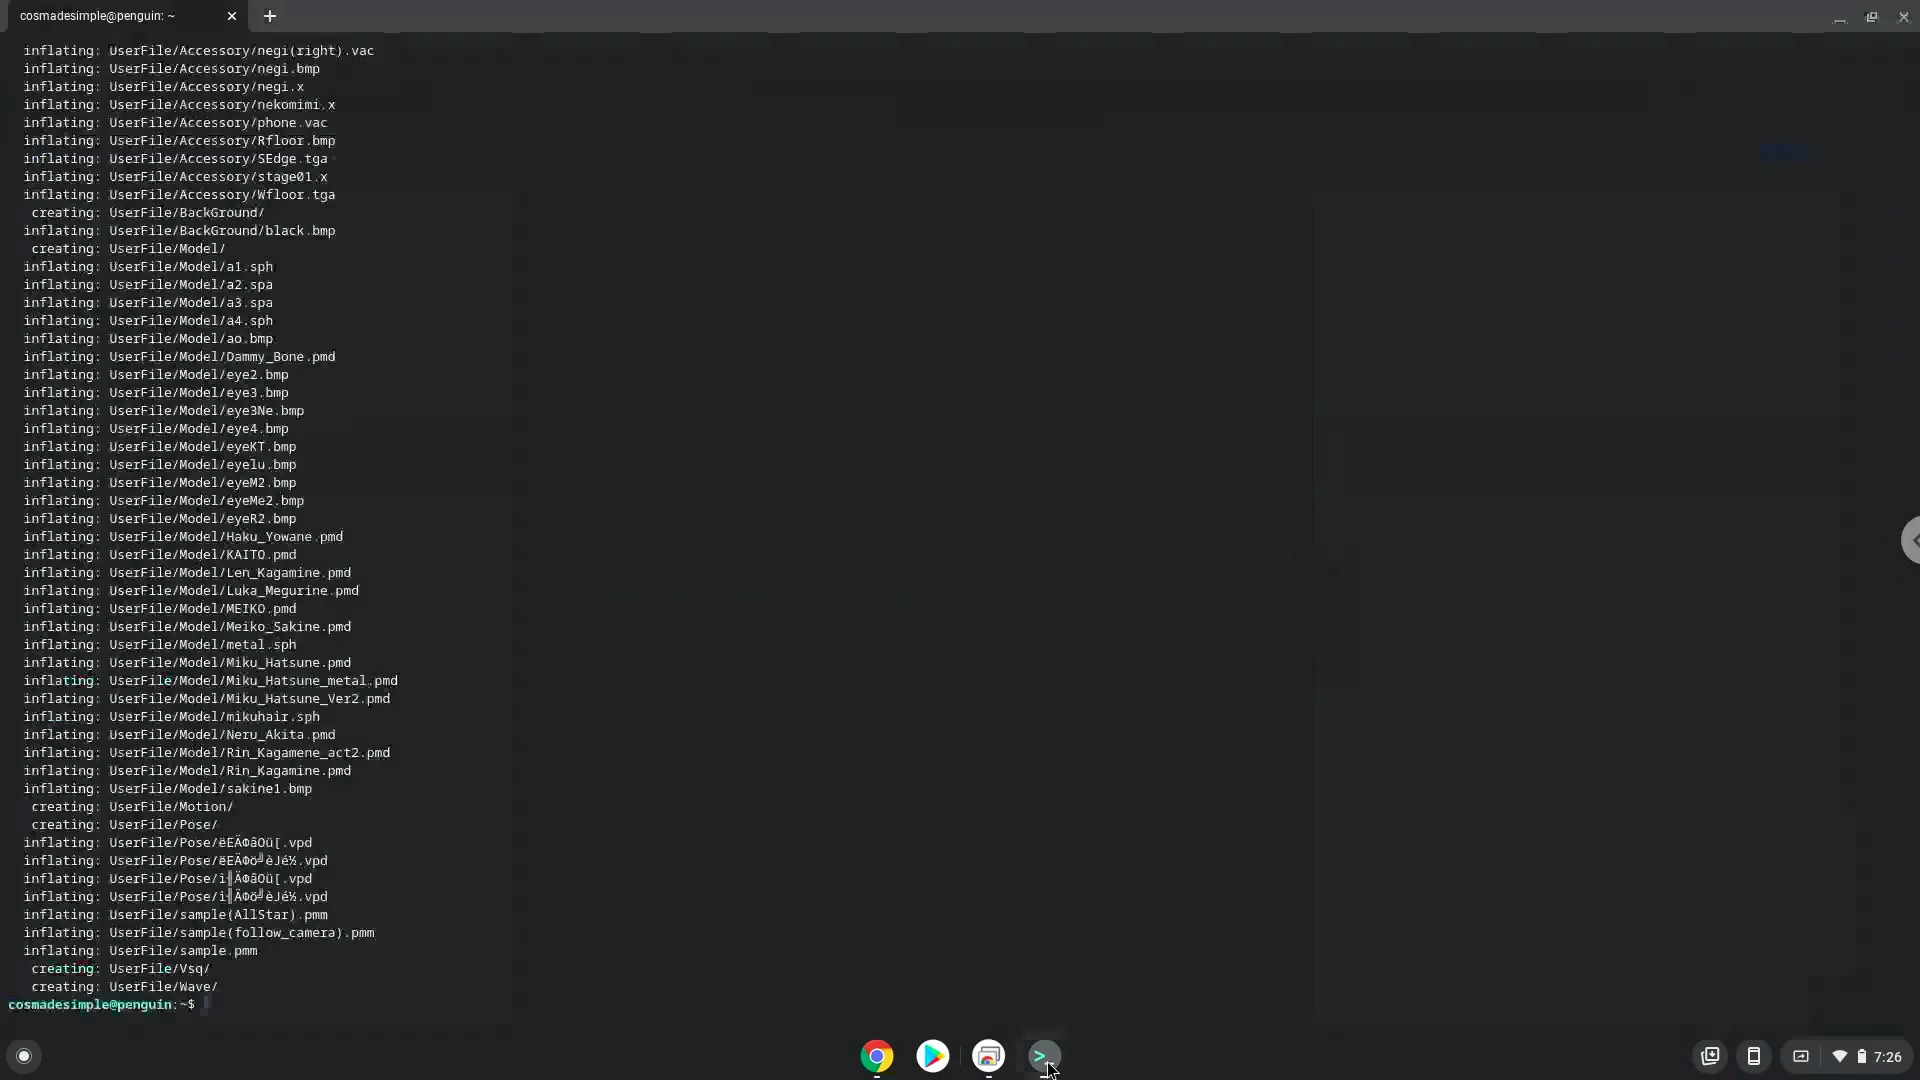 cosmadesimple@penguin: ~
inflating: UserFile/Accessory/negi(right).vac
inflating: UserFile/Accessory/negi.bmp
inflating: UserFile/Accessory/negi.x
inflating: UserFile/Accessory/nekomimi.x
inflating: UserFile/Accessory/phone.vac
inflating: UserFile/Accessory/Rfloor.bmp
inflating: UserFile/Accessory/SEdge.tga
inflating: UserFile/Accessory/stage01.x
inflating: UserFile/Accessory/Wfloor.tga
creating: UserFile/BackGround/
inflating: UserFile/BackGround/black.bmp
creating: UserFile/Model/
inflating: UserFile/Model/a1.sph
inflating: UserFile/Model/a2.spa
inflating: UserFile/Model/a3.spa
inflating: UserFile/Model/a4.sph
inflating: UserFile/Model/ao.bmp
inflating: UserFile/Model/Dammy_Bone.pmd
inflating: UserFile/Model/eye2.bmp
inflating: UserFile/Model/eye3.bmp
inflating: UserFile/Model/eye3Ne.bmp
inflating: UserFile/Model/eye4.bmp
inflating: UserFile/Model/eyeKT.bmp
inflating: UserFile/Model/eyelu.bmp
inflating: UserFile/Model/eyeM2.bmp
inflating: UserFile/Model/eyeMe2.bmp
inflating: UserFile/Model/eyeR2.bmp
inflating: UserFile/Model/Haku_Yowane.pmd
inflating: UserFile/Model/KAITO.pmd
inflating: UserFile/Model/Len_Kagamine.pmd
inflating: UserFile/Model/Luka_Megurine.pmd
inflating: UserFile/Model/MEIKO.pmd
inflating: UserFile/Model/Meiko_Sakine.pmd
inflating: UserFile/Model/metal.sph
inflating: UserFile/Model/Miku_Hatsune.pmd
inflating: UserFile/Model/Miku_Hatsune_metal.pmd
inflating: UserFile/Model/Miku_Hatsune_Ver2.pmd
inflating: UserFile/Model/mikuhair.sph
inflating: UserFile/Model/Neru_Akita.pmd
inflating: UserFile/Model/Rin_Kagamene_act2.pmd
inflating: UserFile/Model/Rin_Kagamine.pmd
inflating: UserFile/Model/sakine1.bmp
creating: UserFile/Motion/
creating: UserFile/Pose/
inflating:
inflating:
inflating:
inflating:
inflating: UserFile/sample(AllStar).pmm
inflating: UserFile/sample(follow_camera).pmm
inflating: UserFile/sample.pmm
creating: UserFile/Vsq/
creating: UserFile/Wave/
cosmadesimple@penguin:~$
7:26